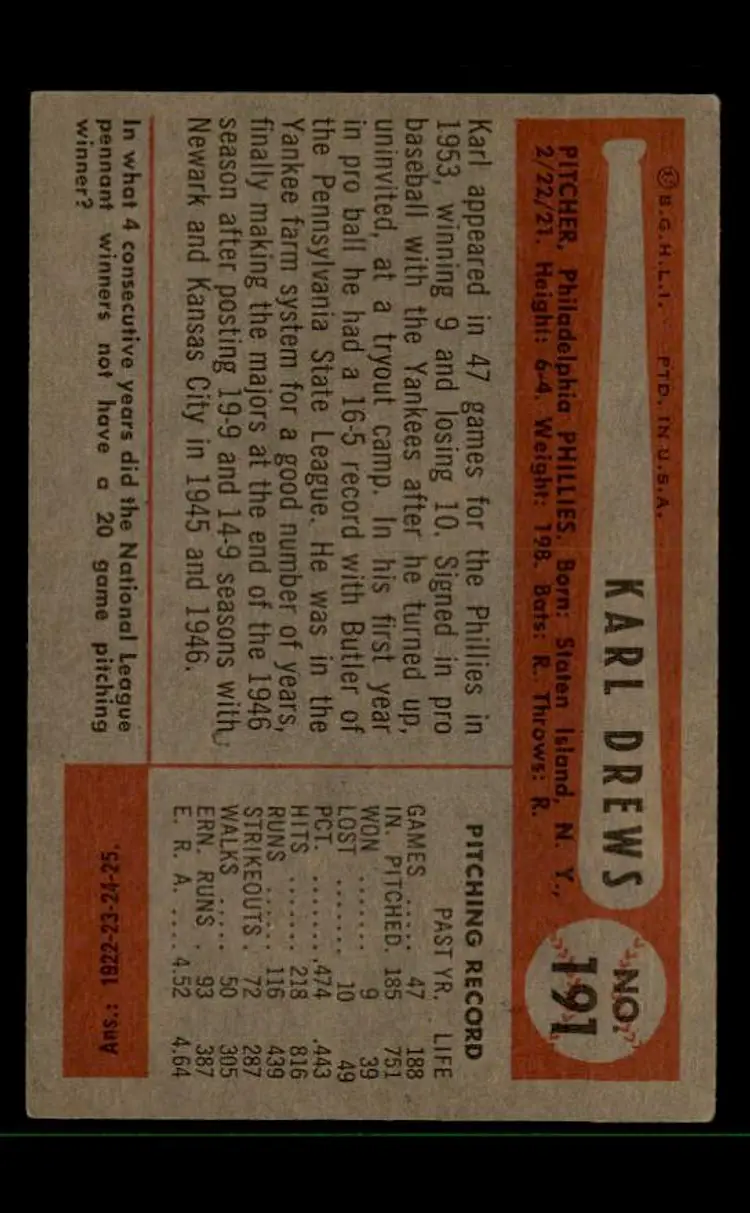 © B.G.H.L.I. PTD. IN U.S.A.
KARL DREWS
NO.
191
PITCHER, Philadelphia PHILLIES. Born: Staten Island, N. Y.,
2/22/21. Height: 6-4. Weight: 198. Bats: R. Throws: R.
Karl appeared in 47 games for the Phillies in
1953, winning 9 and losing 10. Signed in pro
baseball with the Yankees after he turned up,
uninvited, at a tryout camp. In his first year
in pro ball he had a 16-5 record with Butler of
the Pennsylvania State League. He was in the
Yankee farm system for a good number of years,
finally making the majors at the end of the 1946
season after posting 19-9 and 14-9 seasons with
Newark and Kansas City in 1945 and 1946.
PITCHING RECORD
PAST YR. LIFE
GAMES ..... 47 188
IN. PITCHED. 185 751
WON ....... 9 39
LOST ....... 10 49
PCT. ....... .474 .443
HITS ....... 218 816
RUNS ...... 116 439
STRIKEOUTS . 72 287
WALKS ..... 50 305
ERN. RUNS . 93 387
E. R. A. .... 4.52 4.64
In what 4 consecutive years did the National League
pennant winners not have a 20 game pitching
winner?
Ans.: 1922-23-24-25.